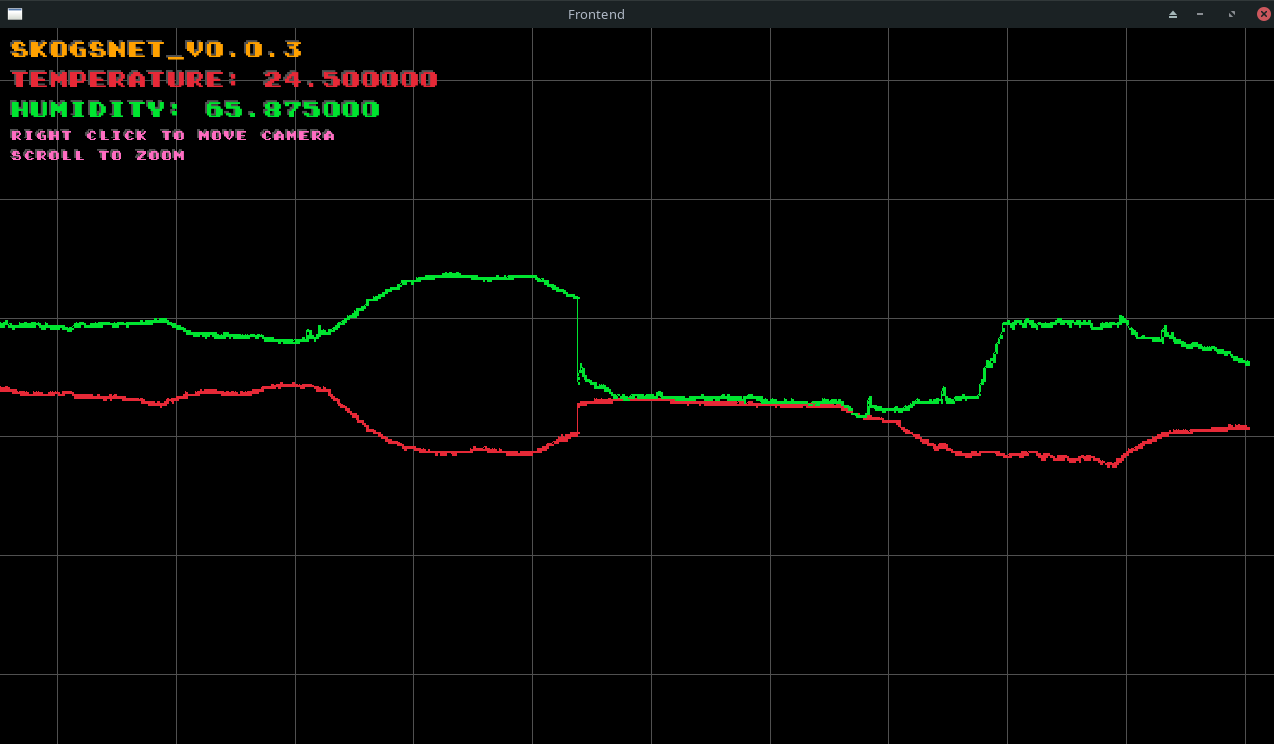 Frontend
SKOGSNET_V0.0.3
TEMPERATURE: 24.500000
HUMIDITY: 65.875000
RIGHT CLICK TO MOVE CAMERA
SCROLL TO ZOOM